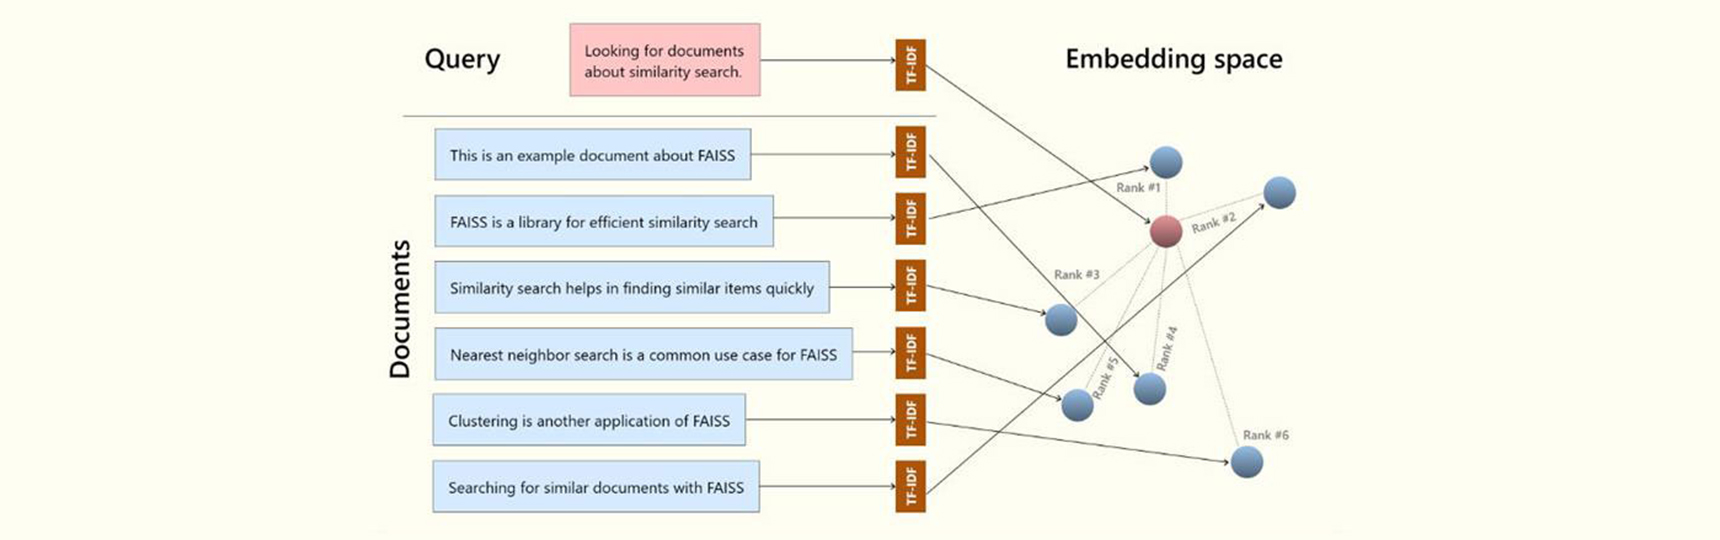 Query
Looking for documents
about similarity search.
TF-IDF
Embedding space
Documents
This is an example document about FAISS
TF-IDF
FAISS is a library for efficient similarity search
TF-IDF
Similarity search helps in finding similar items quickly
TF-IDF
Nearest neighbor search is a common use case for FAISS
TF-IDF
Clustering is another application of FAISS
TF-IDF
Searching for similar documents with FAISS
TF-IDF
Rank #1
Rank #2
Rank #3
Rank #4
Rank #5
Rank #6